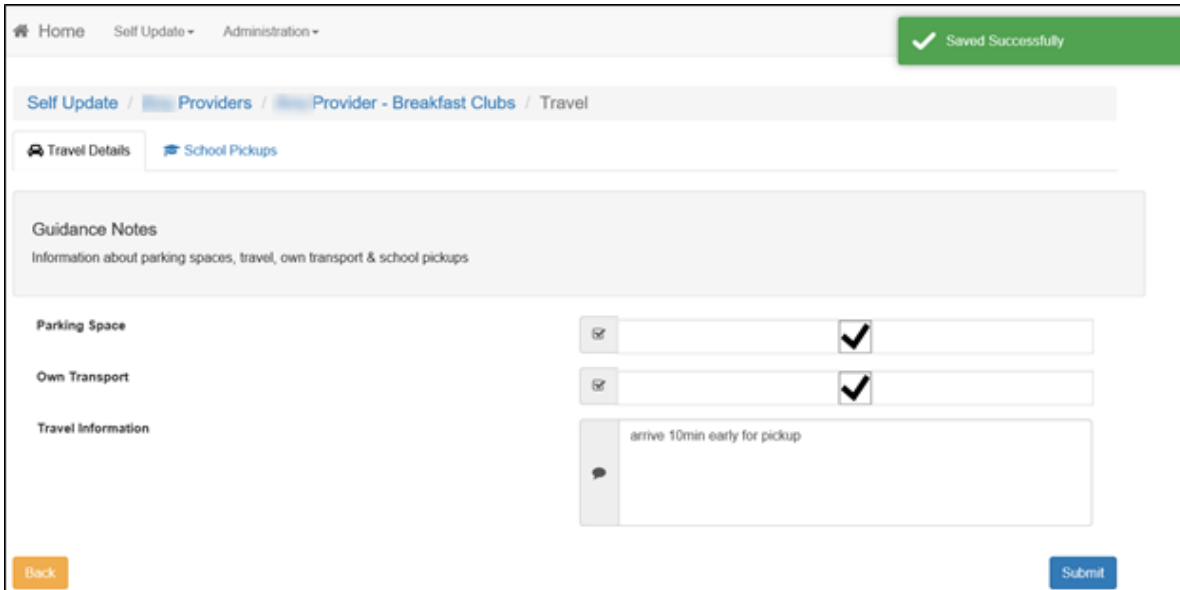 Home Self Update Administration
Saved Successfully
Self Update / Providers / Provider - Breakfast Clubs / Travel
Travel Details School Pickups
Guidance Notes
Information about parking spaces, travel, own transport & school pickups
Parking Space
Own Transport
Travel Information
arrive 10min early for pickup
Back Submit